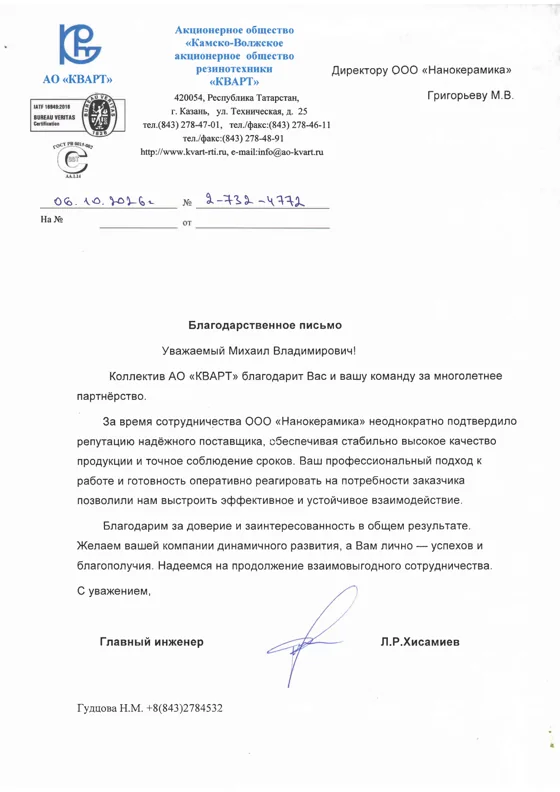 АО «КВАРТ»
IATF 16949:2016
BUREAU VERITAS
Certification
BUREAU VERITAS
1828
ГОСТ РВ 0015-002
Акционерное общество
«Камско-Волжское
акционерное общество
резинотехники
«КВАРТ»
420054, Республика Татарстан,
г. Казань, ул. Техническая, д. 25
тел.(843) 278-47-01, тел./факс:(843) 278-46-11
тел./факс:(843) 278-48-91
http://www.kvart-rti.ru, e-mail:info@ao-kvart.ru
Директору ООО «Нанокерамика»
Григорьеву М.В.
06.10.2026г. № 2-732-4772
На № от
Благодарственное письмо
Уважаемый Михаил Владимирович!
Коллектив АО «КВАРТ» благодарит Вас и вашу команду за многолетнее
партнёрство.
За время сотрудничества ООО «Нанокерамика» неоднократно подтвердило
репутацию надёжного поставщика, обеспечивая стабильно высокое качество
продукции и точное соблюдение сроков. Ваш профессиональный подход к
работе и готовность оперативно реагировать на потребности заказчика
позволили нам выстроить эффективное и устойчивое взаимодействие.
Благодарим за доверие и заинтересованность в общем результате.
Желаем вашей компании динамичного развития, а Вам лично — успехов и
благополучия. Надеемся на продолжение взаимовыгодного сотрудничества.
С уважением,
Главный инженер Л.Р.Хисамиев
Гудцова Н.М. +8(843)2784532